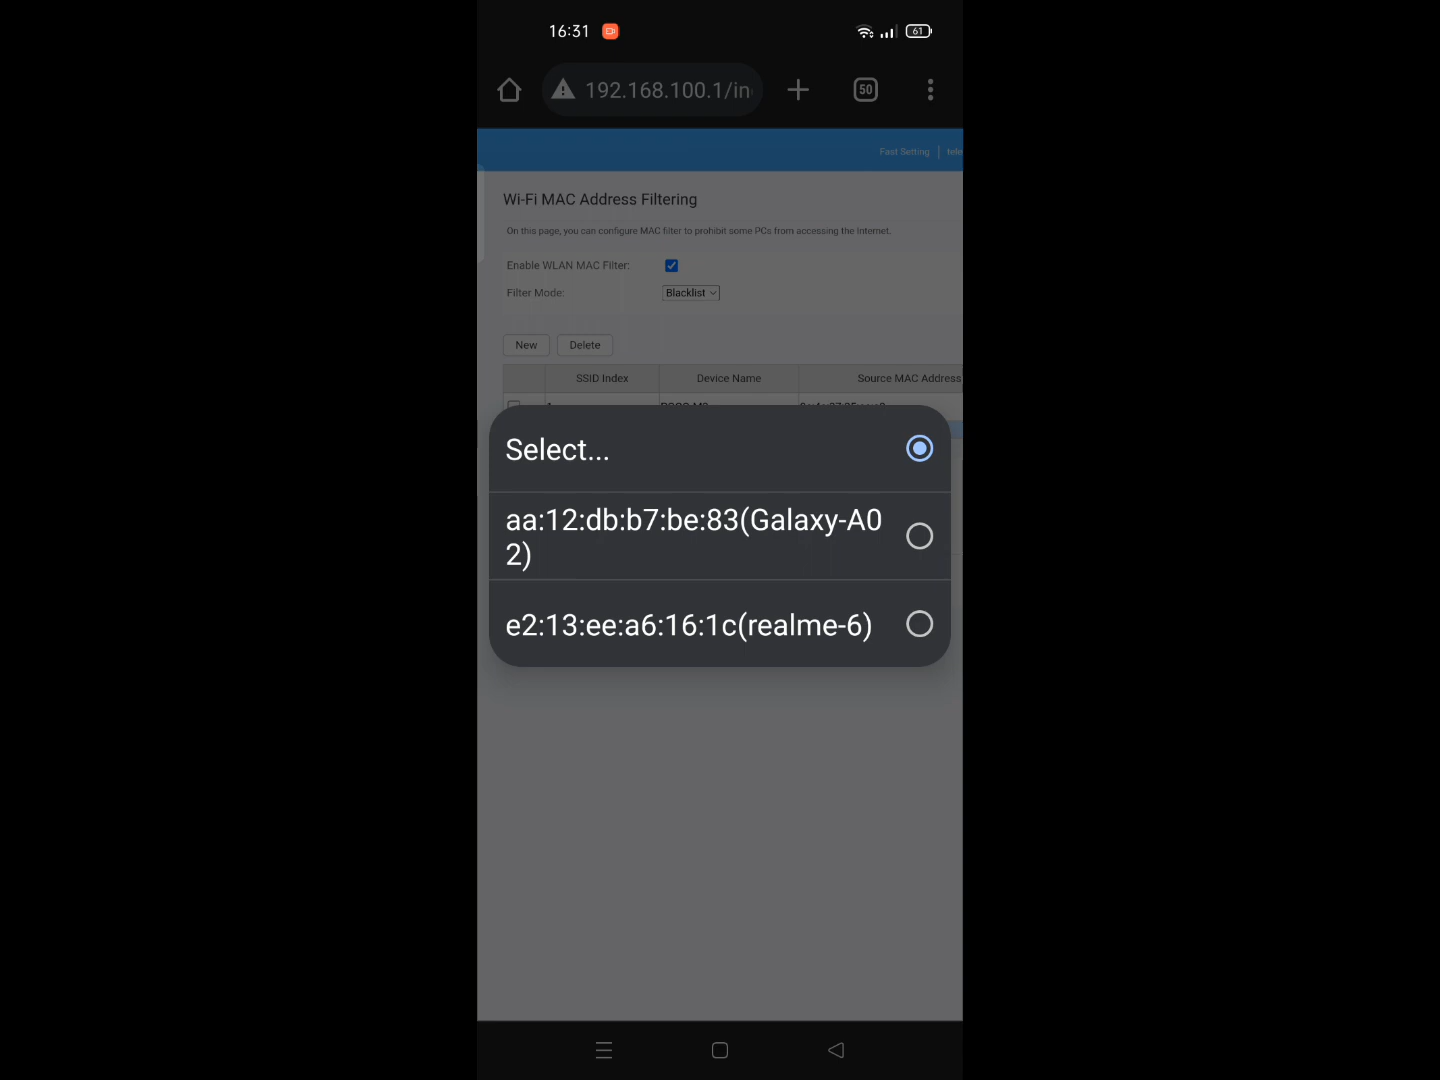 16:31
61
192.168.100.1/in
50
Fast Setting
Wi-Fi MAC Address Filtering
On this page, you can configure MAC filter to prohibit some PCs from accessing the Internet.
Enable WLAN MAC Filter:
Filter Mode:
Blacklist
New
Delete
SSID Index
Device Name
Source MAC Address
Select...
aa:12:db:b7:be:83(Galaxy-A0
2)
e2:13:ee:a6:16:1c(realme-6)